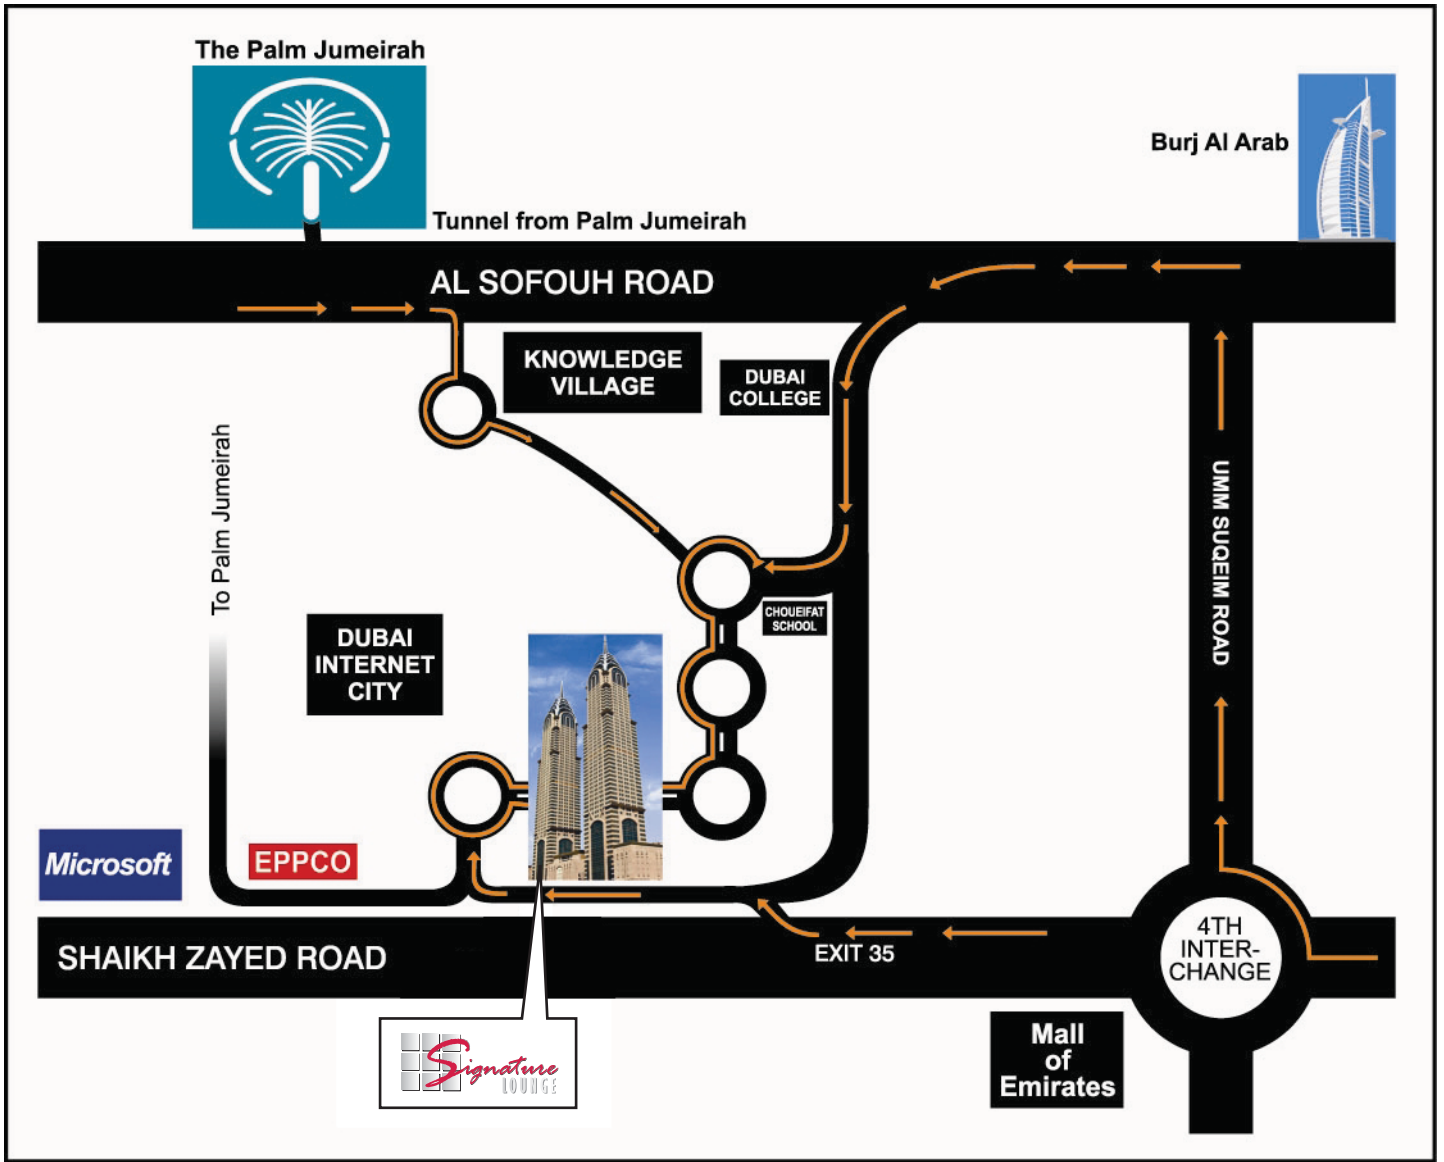 The Palm Jumeirah
Burj Al Arab
Tunnel from Palm Jumeirah
AL SOFOUH ROAD
KNOWLEDGE
VILLAGE
DUBAI
COLLEGE
To Palm Jumeirah
UMM SUQEIM ROAD
CHOUEIFAT
SCHOOL
DUBAI
INTERNET
CITY
Microsoft
EPPCO
SHAIKH ZAYED ROAD
EXIT 35
4TH
INTER-
CHANGE
Mall
of
Emirates
Signature
LOUNGE